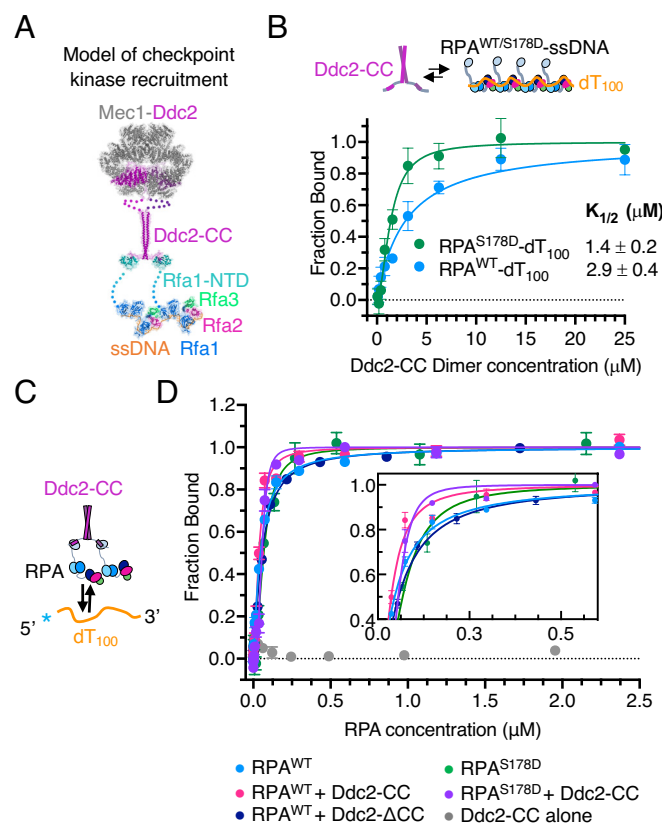 A
Model of checkpoint
kinase recruitment
Mec1-Ddc2
Ddc2-CC
Rfa1-NTD
Rfa3
Rfa2
ssDNA Rfa1
B
RPA^WT/S178D-ssDNA
Ddc2-CC
dT₁₀₀
Fraction Bound
1.0
0.8
0.6
0.4
0.2
0.0
K₁/₂ (μM)
RPA^S178D-dT₁₀₀ 1.4 ± 0.2
RPA^WT-dT₁₀₀ 2.9 ± 0.4
0 5 10 15 20 25
Ddc2-CC Dimer concentration (μM)
C
Ddc2-CC
RPA
*
5’ 3’
dT₁₀₀
D
Fraction Bound
1.2
1.0
0.8
0.6
0.4
0.2
0.0
1.0
0.8
0.6
0.4
0.0 0.3 0.5
0.0 0.5 1.0 1.5 2.0 2.5
RPA concentration (μM)
RPA^WT
RPA^WT + Ddc2-CC
RPA^WT + Ddc2-ΔCC
RPA^S178D
RPA^S178D + Ddc2-CC
Ddc2-CC alone